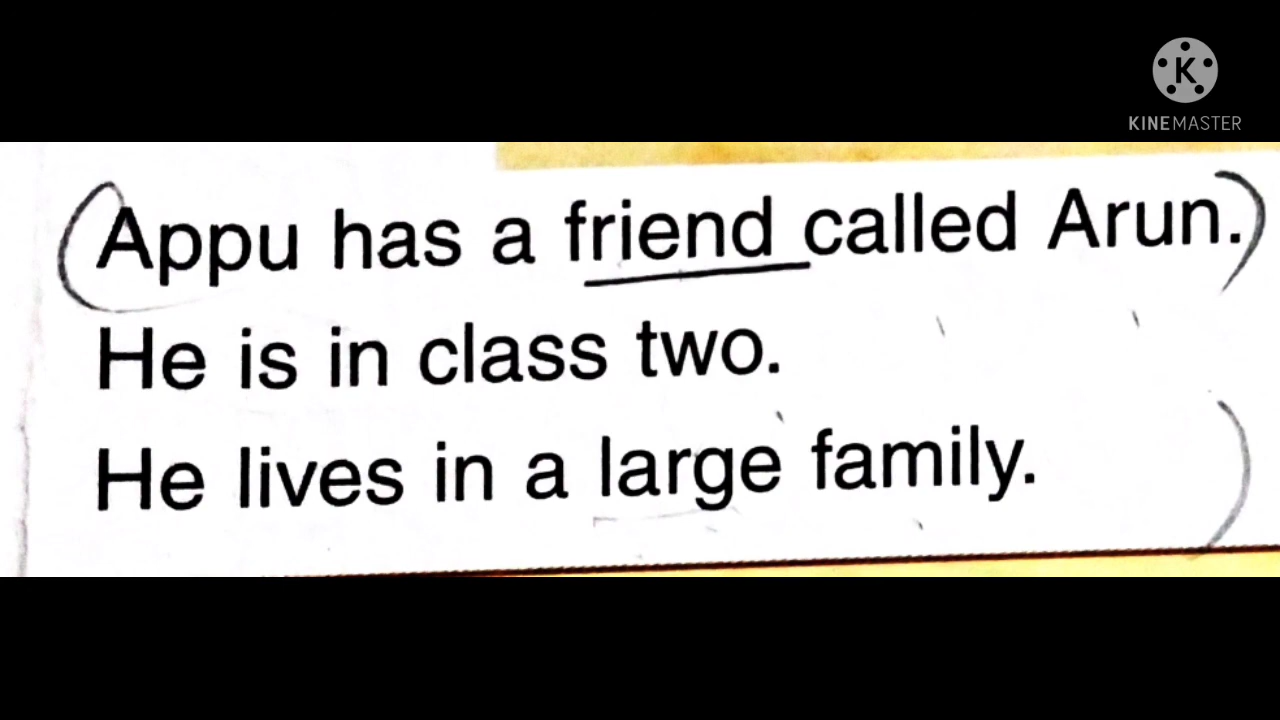 K
KINEMASTER
Appu has a friend called Arun.
He is in class two.
He lives in a large family.